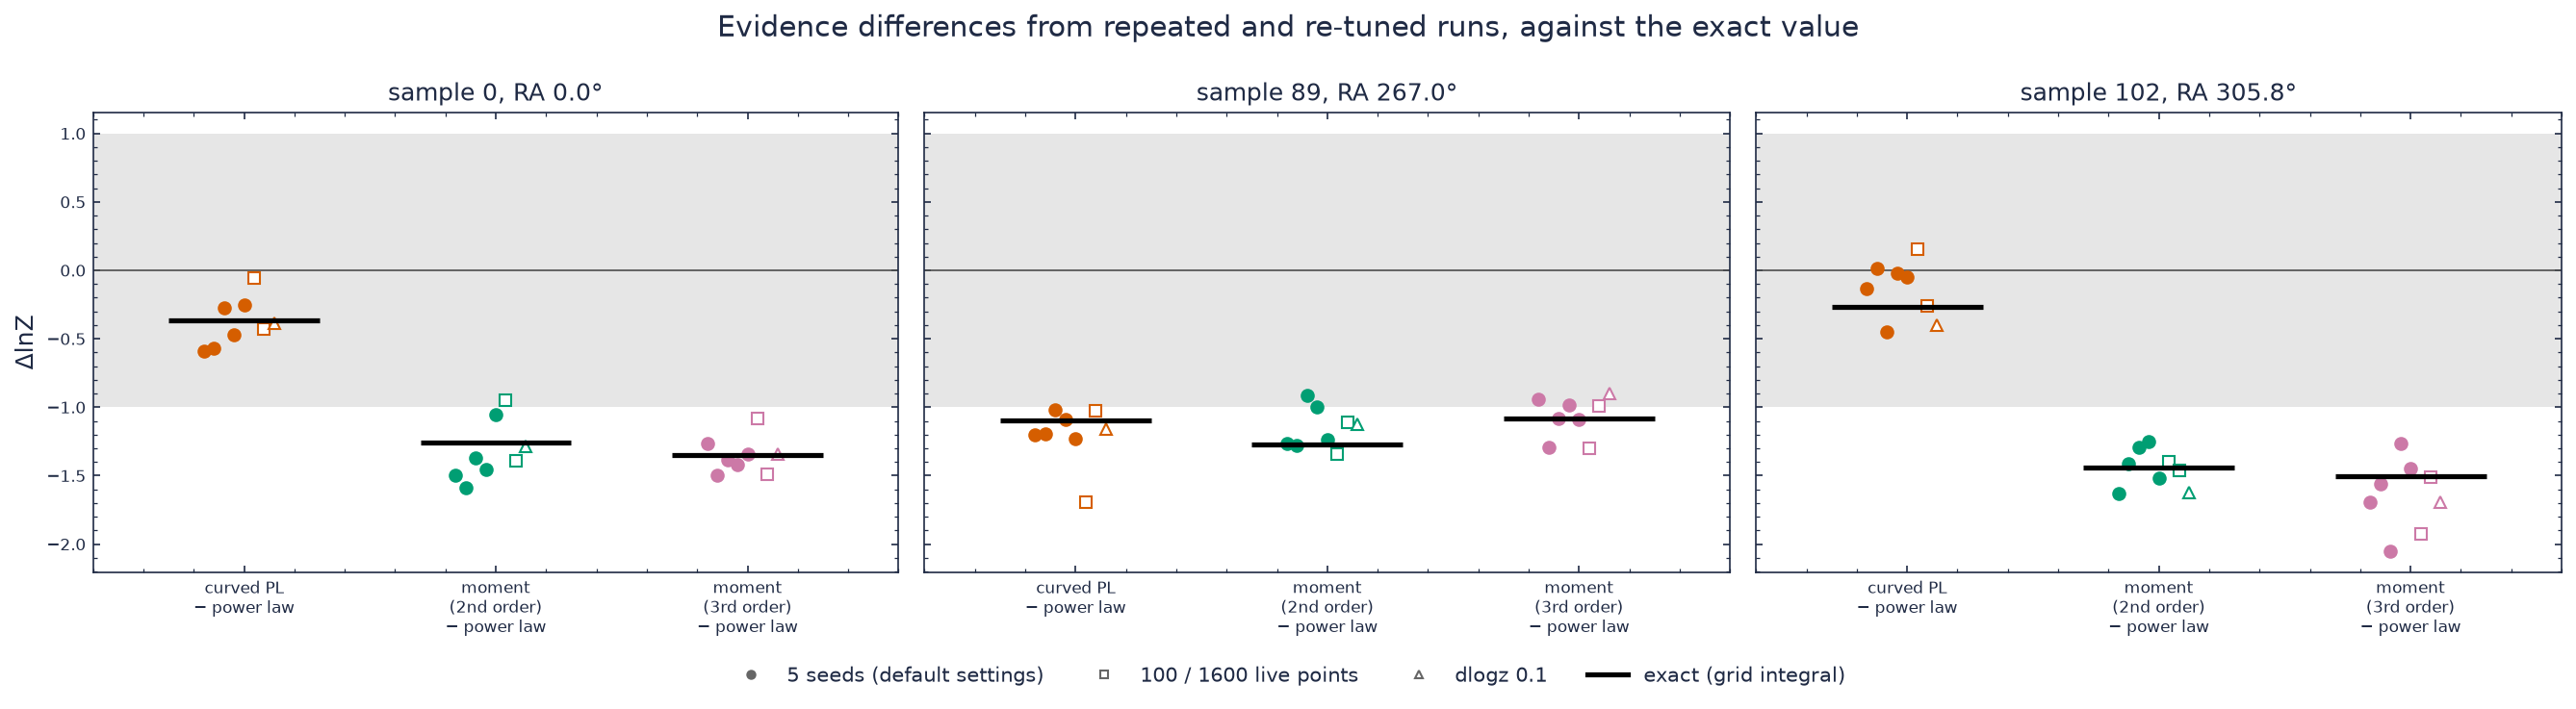 Evidence differences from repeated and re-tuned runs, against the exact value
sample 0, RA 0.0°
sample 89, RA 267.0°
sample 102, RA 305.8°
ΔlnZ
1.0
0.5
0.0
−0.5
−1.0
−1.5
−2.0
curved PL
− power law
moment
(2nd order)
− power law
moment
(3rd order)
− power law
curved PL
− power law
moment
(2nd order)
− power law
moment
(3rd order)
− power law
curved PL
− power law
moment
(2nd order)
− power law
moment
(3rd order)
− power law
5 seeds (default settings)
100 / 1600 live points
dlogz 0.1
exact (grid integral)